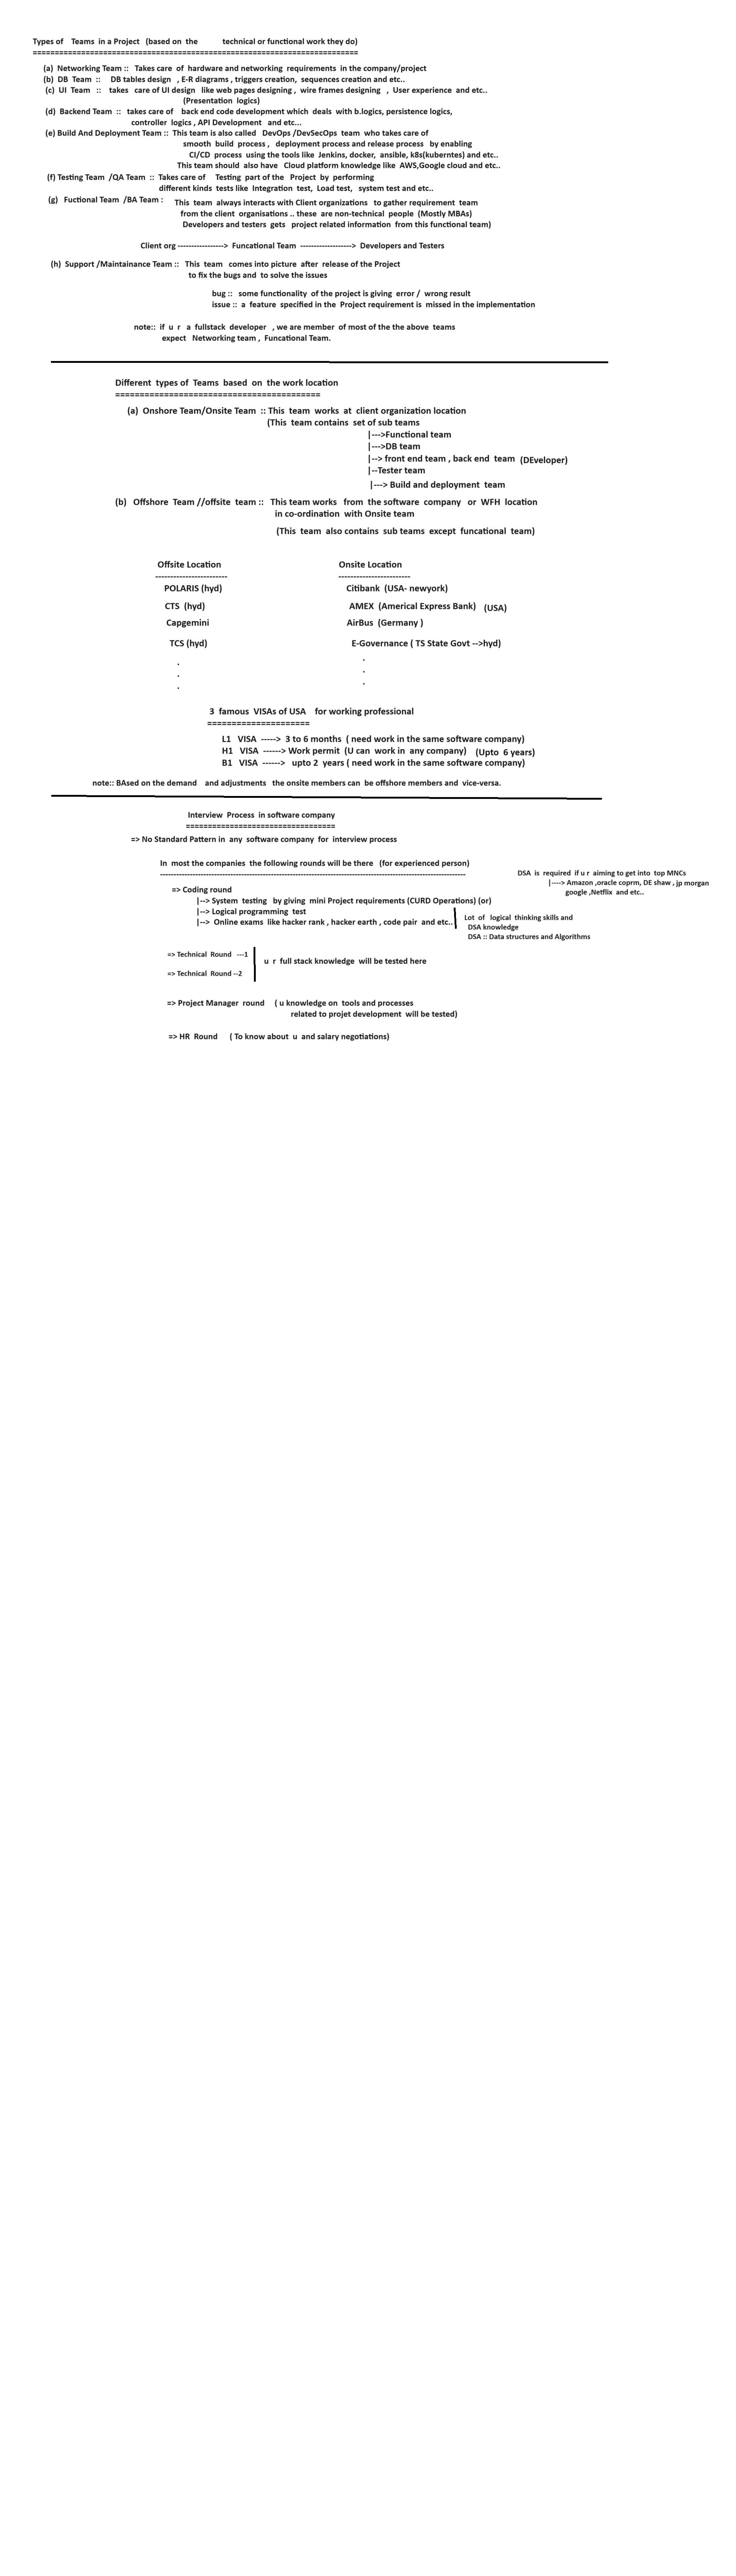 Types of Teams in a Project (based on the technical or functional work they do)
==========================================================================
(a) Networking Team :: Takes care of hardware and networking requirements in the company/project
(b) DB Team :: DB tables design , E-R diagrams , triggers creation, sequences creation and etc..
(c) UI Team :: takes care of UI design like web pages designing , wire frames designing , User experience and etc..
(Presentation logics)
(d) Backend Team :: takes care of back end code development which deals with b.logics, persistence logics,
controller logics , API Development and etc...
(e) Build And Deployment Team :: This team is also called DevOps /DevSecOps team who takes care of
smooth build process , deployment process and release process by enabling
CI/CD process using the tools like Jenkins, docker, ansible, k8s(kuberntes) and etc..
This team should also have Cloud platform knowledge like AWS,Google cloud and etc..
(f) Testing Team /QA Team :: Takes care of Testing part of the Project by performing
different kinds tests like Integration test, Load test, system test and etc..
(g) Fuctional Team /BA Team : This team always interacts with Client organizations to gather requirement team
from the client organisations .. these are non-technical people (Mostly MBAs)
Developers and testers gets project related information from this functional team)
Client org -----------------> Funcational Team -------------------> Developers and Testers
(h) Support /Maintainance Team :: This team comes into picture after release of the Project
to fix the bugs and to solve the issues
bug :: some functionality of the project is giving error / wrong result
issue :: a feature specified in the Project requirement is missed in the implementation
note:: if u r a fullstack developer , we are member of most of the the above teams
expect Networking team , Funcational Team.
Different types of Teams based on the work location
==========================================
(a) Onshore Team/Onsite Team :: This team works at client organization location
(This team contains set of sub teams
|--->Functional team
|--->DB team
|--> front end team , back end team (DEveloper)
|--Tester team
|---> Build and deployment team
(b) Offshore Team //offsite team :: This team works from the software company or WFH location
in co-ordination with Onsite team
(This team also contains sub teams except funcational team)
Offsite Location Onsite Location
------------------------ ------------------------
POLARIS (hyd) Citibank (USA- newyork)
CTS (hyd) AMEX (Americal Express Bank) (USA)
Capgemini AirBus (Germany )
TCS (hyd) E-Governance ( TS State Govt -->hyd)
. .
. .
. .
3 famous VISAs of USA for working professional
=====================
L1 VISA -----> 3 to 6 months ( need work in the same software company)
H1 VISA ------> Work permit (U can work in any company) (Upto 6 years)
B1 VISA ------> upto 2 years ( need work in the same software company)
note:: BAsed on the demand and adjustments the onsite members can be offshore members and vice-versa.
Interview Process in software company
==================================
=> No Standard Pattern in any software company for interview process
In most the companies the following rounds will be there (for experienced person)
-----------------------------------------------------------------------------------------------------------------
DSA is required if u r aiming to get into top MNCs
|----> Amazon ,oracle coprm, DE shaw , jp morgan
google ,Netflix and etc..
=> Coding round
|--> System testing by giving mini Project requirements (CURD Operations) (or)
|--> Logical programming test
|--> Online exams like hacker rank , hacker earth , code pair and etc..
Lot of logical thinking skills and
DSA knowledge
DSA :: Data structures and Algorithms
=> Technical Round ---1
u r full stack knowledge will be tested here
=> Technical Round --2
=> Project Manager round ( u knowledge on tools and processes
related to projet development will be tested)
=> HR Round ( To know about u and salary negotiations)